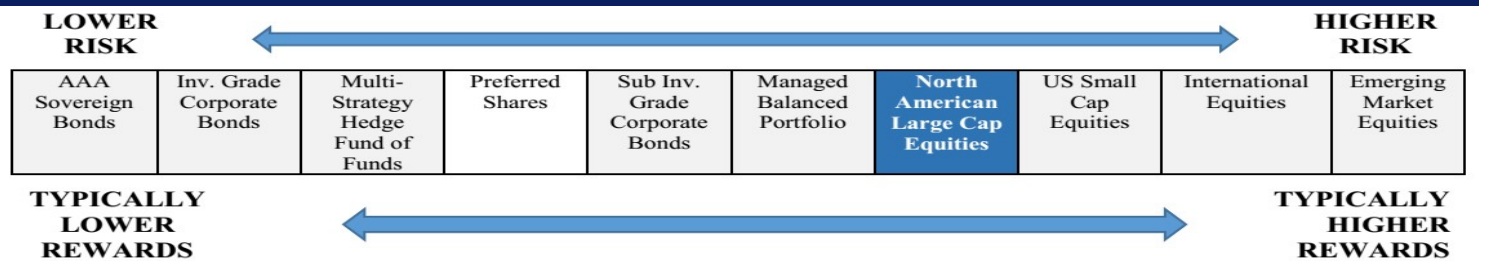 LOWER
RISK
HIGHER
RISK
AAA
Sovereign
Bonds
Inv. Grade
Corporate
Bonds
Multi-
Strategy
Hedge
Fund of
Funds
Preferred
Shares
Sub Inv.
Grade
Corporate
Bonds
Managed
Balanced
Portfolio
North
American
Large Cap
Equities
US Small
Cap
Equities
International
Equities
Emerging
Market
Equities
TYPICALLY
LOWER
REWARDS
TYPICALLY
HIGHER
REWARDS